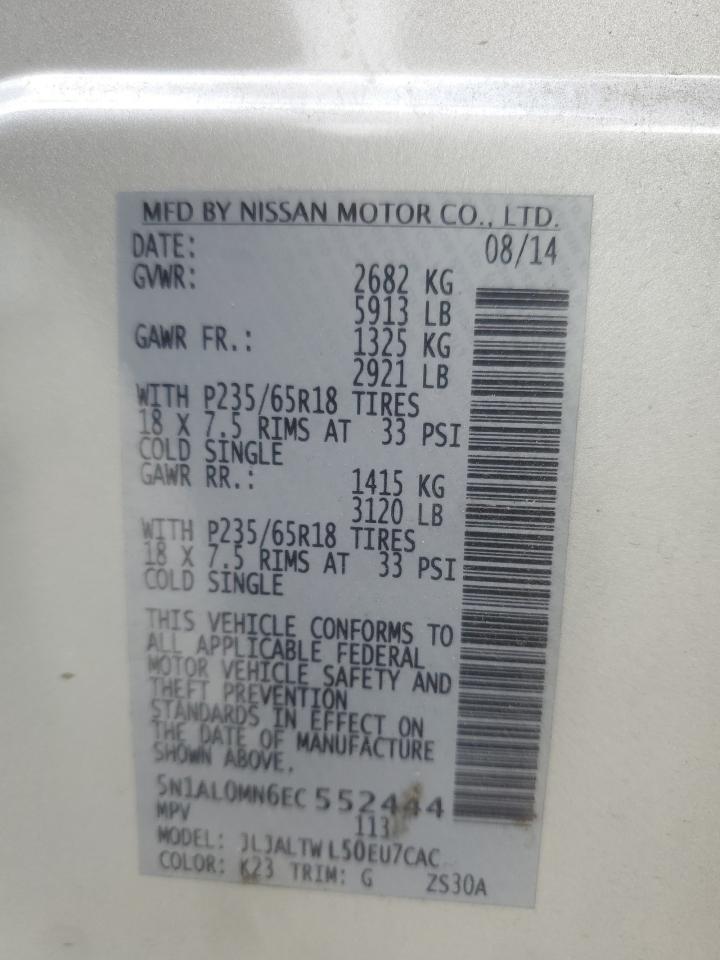 MFD BY NISSAN MOTOR CO., LTD.
DATE: 08/14
GVWR: 2682 KG
5913 LB
GAWR FR.: 1325 KG
2921 LB
WITH P235/65R18 TIRES
18 X 7.5 RIMS AT 33 PSI
COLD SINGLE
GAWR RR.: 1415 KG
3120 LB
WITH P235/65R18 TIRES
18 X 7.5 RIMS AT 33 PSI
COLD SINGLE
THIS VEHICLE CONFORMS TO
ALL APPLICABLE FEDERAL
MOTOR VEHICLE SAFETY AND
THEFT PREVENTION
STANDARDS IN EFFECT ON
THE DATE OF MANUFACTURE
SHOWN ABOVE.
5N1AL0MN6EC 552444
MPV 113
MODEL: JLJALTW L50EU7CAC
COLOR: K23 TRIM: G ZS30A